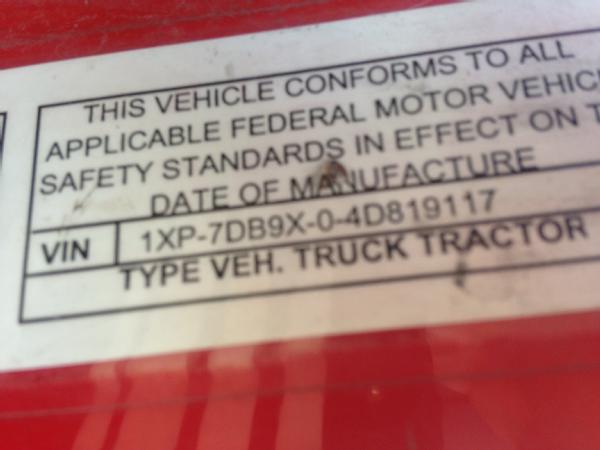 THIS VEHICLE CONFORMS TO ALL
APPLICABLE FEDERAL MOTOR
SAFETY STANDARDS IN EFFECT ON
DATE OF MANUFACTURE
VIN 1XP-7DB9X-0-4D819117
TYPE VEH. TRUCK TRACTOR